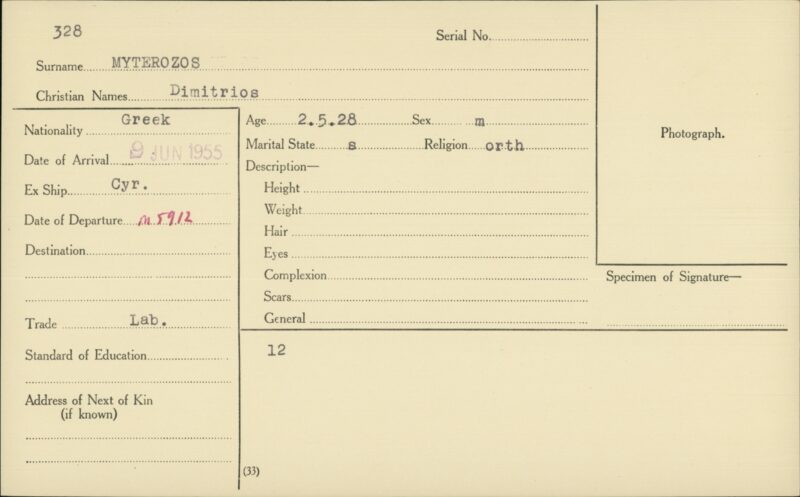 328
Serial No.
Surname MYTEROZOS
Christian Names Dimitrios
Nationality Greek
Date of Arrival 9 JUN 1955
Ex Ship Cyr.
Date of Departure
Destination
Trade Lab.
Standard of Education
Address of Next of Kin
(if known)
Age 2.5.28 Sex m
Marital State s Religion orth
Description—
Height
Weight
Hair
Eyes
Complexion
Scars
General
12
(33)
Photograph.
Specimen of Signature—